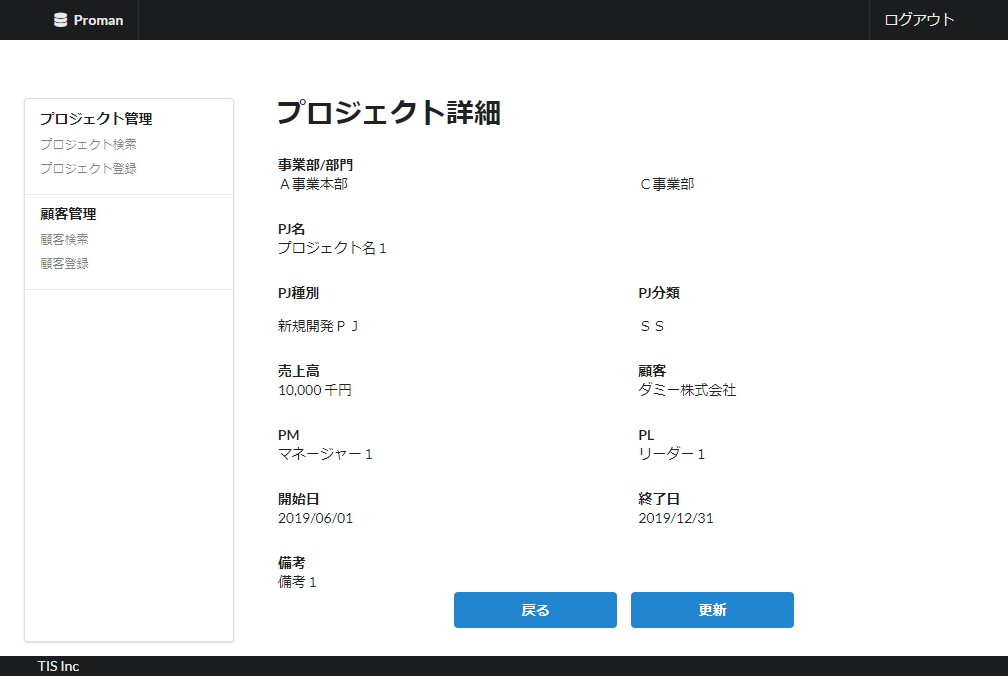 Proman
ログアウト
プロジェクト管理
プロジェクト検索
プロジェクト登録
顧客管理
顧客検索
顧客登録
プロジェクト詳細
事業部/部門
Ａ事業本部 Ｃ事業部
PJ名
プロジェクト名１
PJ種別 PJ分類
新規開発ＰＪ ＳＳ
売上高 顧客
10,000 千円 ダミー株式会社
PM PL
マネージャー１ リーダー１
開始日 終了日
2019/06/01 2019/12/31
備考
備考１
戻る 更新
TIS Inc